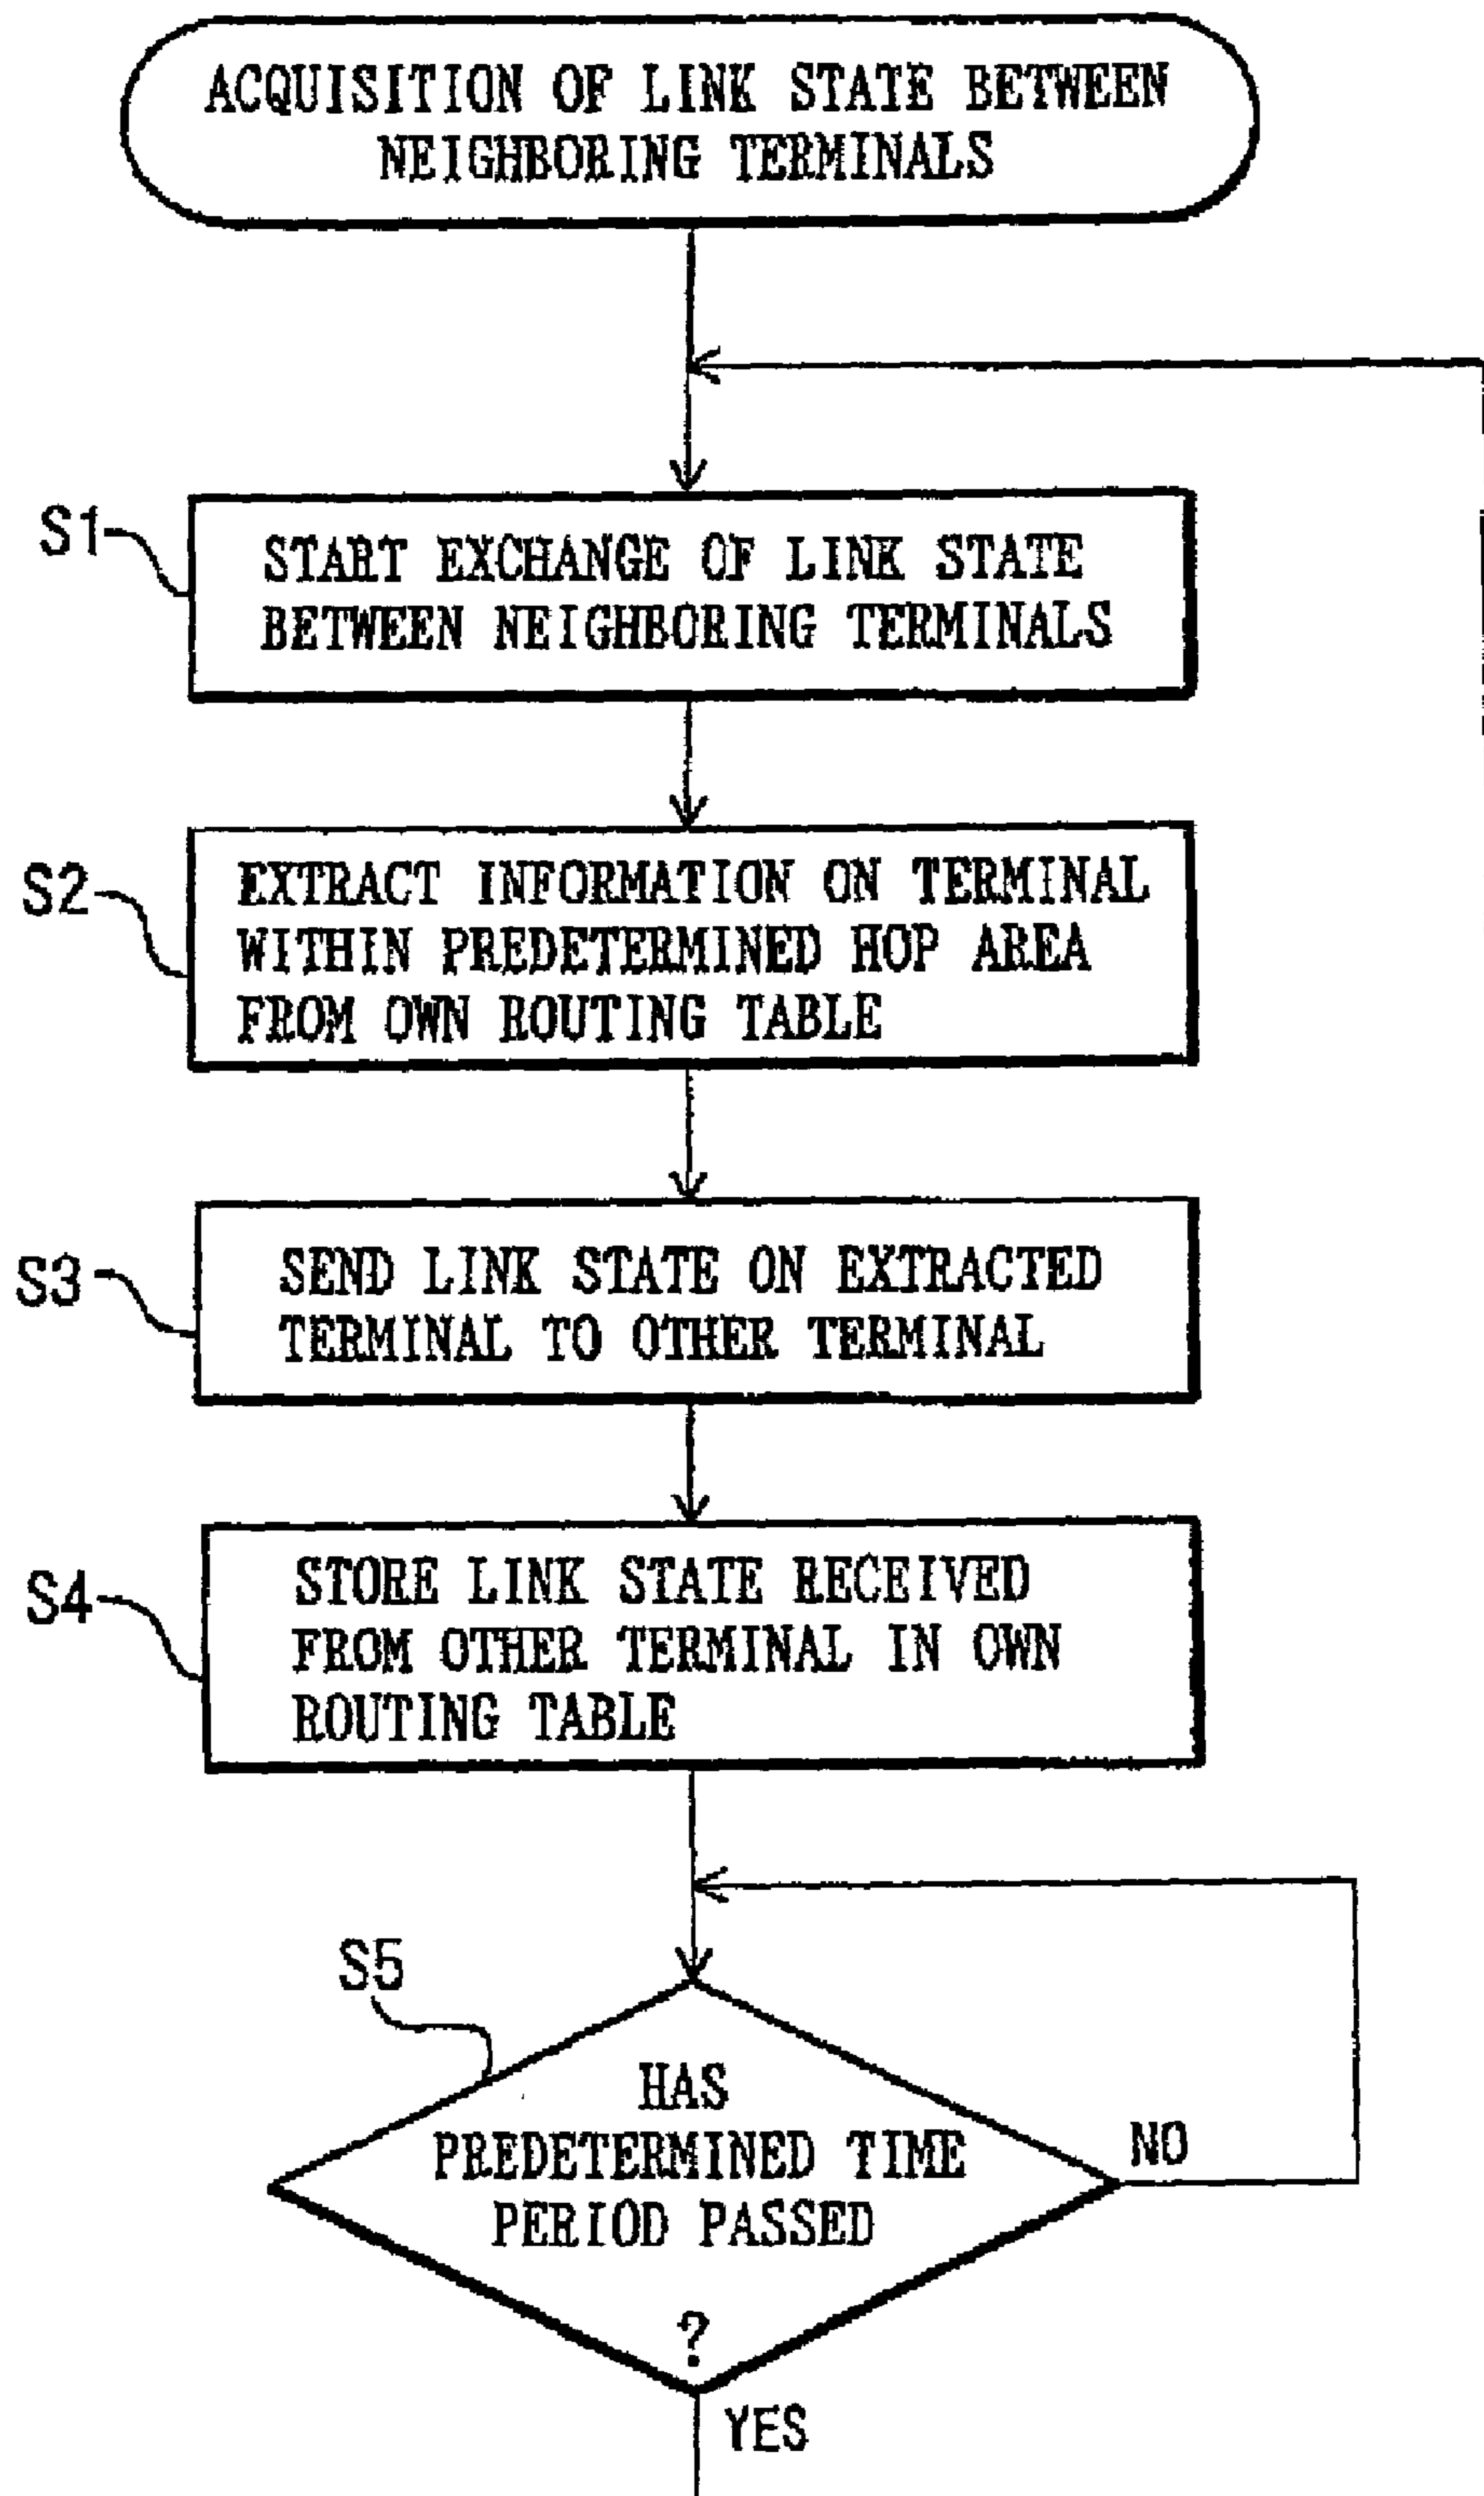 ACQUISITION OF LINK STATE BETWEEN
NEIGHBORING TERMINALS
S1
START EXCHANGE OF LINK STATE
BETWEEN NEIGHBORING TERMINALS
S2
EXTRACT INFORMATION ON TERMINAL
WITHIN PREDETERMINED HOP AREA
FROM OWN ROUTING TABLE
S3
SEND LINK STATE ON EXTRACTED
TERMINAL TO OTHER TERMINAL
S4
STORE LINK STATE RECEIVED
FROM OTHER TERMINAL IN OWN
ROUTING TABLE
S5
HAS
PREDETERMINED TIME
PERIOD PASSED
?
NO
YES